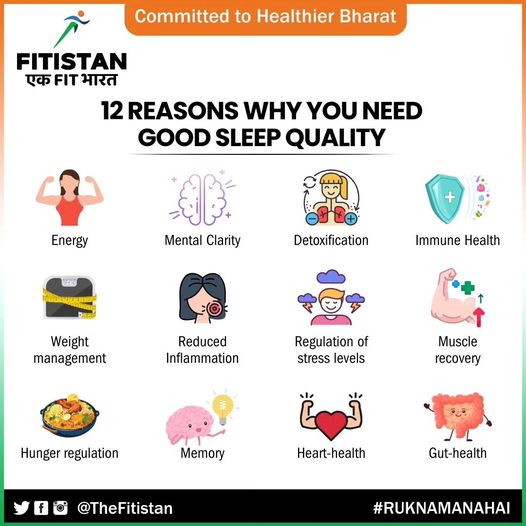 Committed to Healthier Bharat
FITISTAN
एक FIT भारत
12 REASONS WHY YOU NEED
GOOD SLEEP QUALITY
Energy
Mental Clarity
Detoxification
Immune Health
Weight
management
Reduced
Inflammation
Regulation of
stress levels
Muscle
recovery
Hunger regulation
Memory
Heart-health
Gut-health
@TheFitistan
#RUKNAMANAHAI